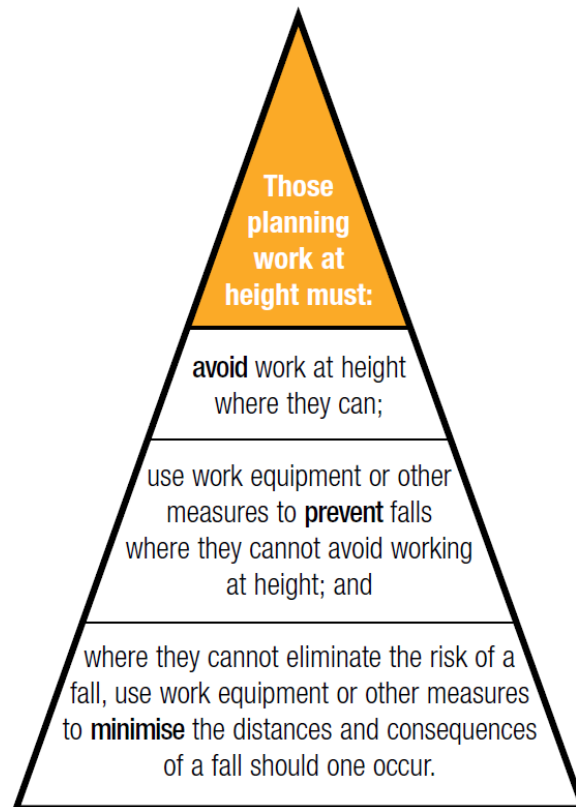 Those
planning
work at
height must:
avoid work at height
where they can;
use work equipment or other
measures to prevent falls
where they cannot avoid working
at height; and
where they cannot eliminate the risk of a
fall, use work equipment or other measures
to minimise the distances and consequences
of a fall should one occur.